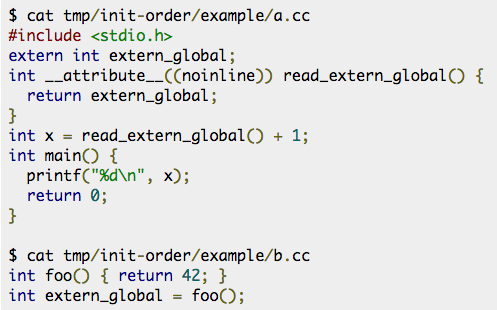 $ cat tmp/init-order/example/a.cc
#include <stdio.h>
extern int extern_global;
int __attribute__((noinline)) read_extern_global() {
  return extern_global;
}
int x = read_extern_global() + 1;
int main() {
  printf("%d\n", x);
  return 0;
}

$ cat tmp/init-order/example/b.cc
int foo() { return 42; }
int extern_global = foo();